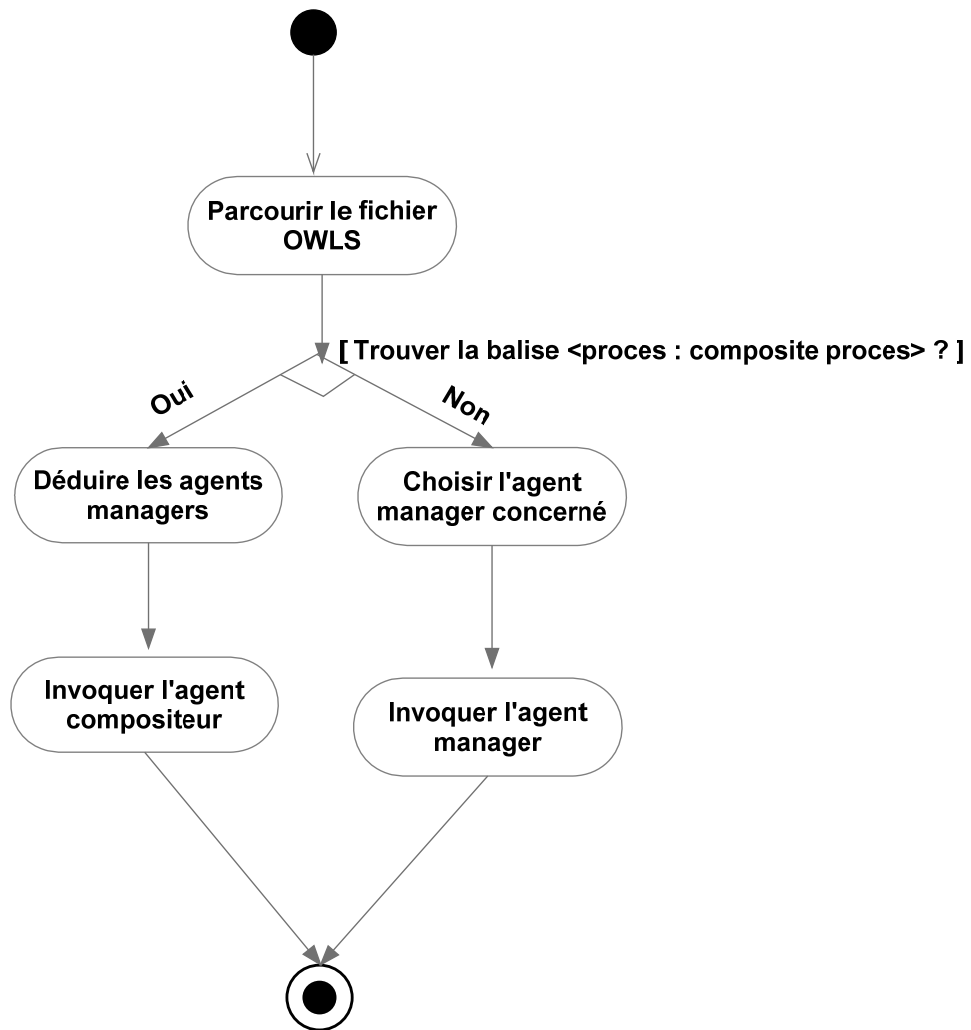 Parcourir le fichier
OWLS
[ Trouver la balise <proces : composite proces> ? ]
Oui
Non
Déduire les agents
managers
Choisir l'agent
manager concerné
Invoquer l'agent
compositeur
Invoquer l'agent
manager